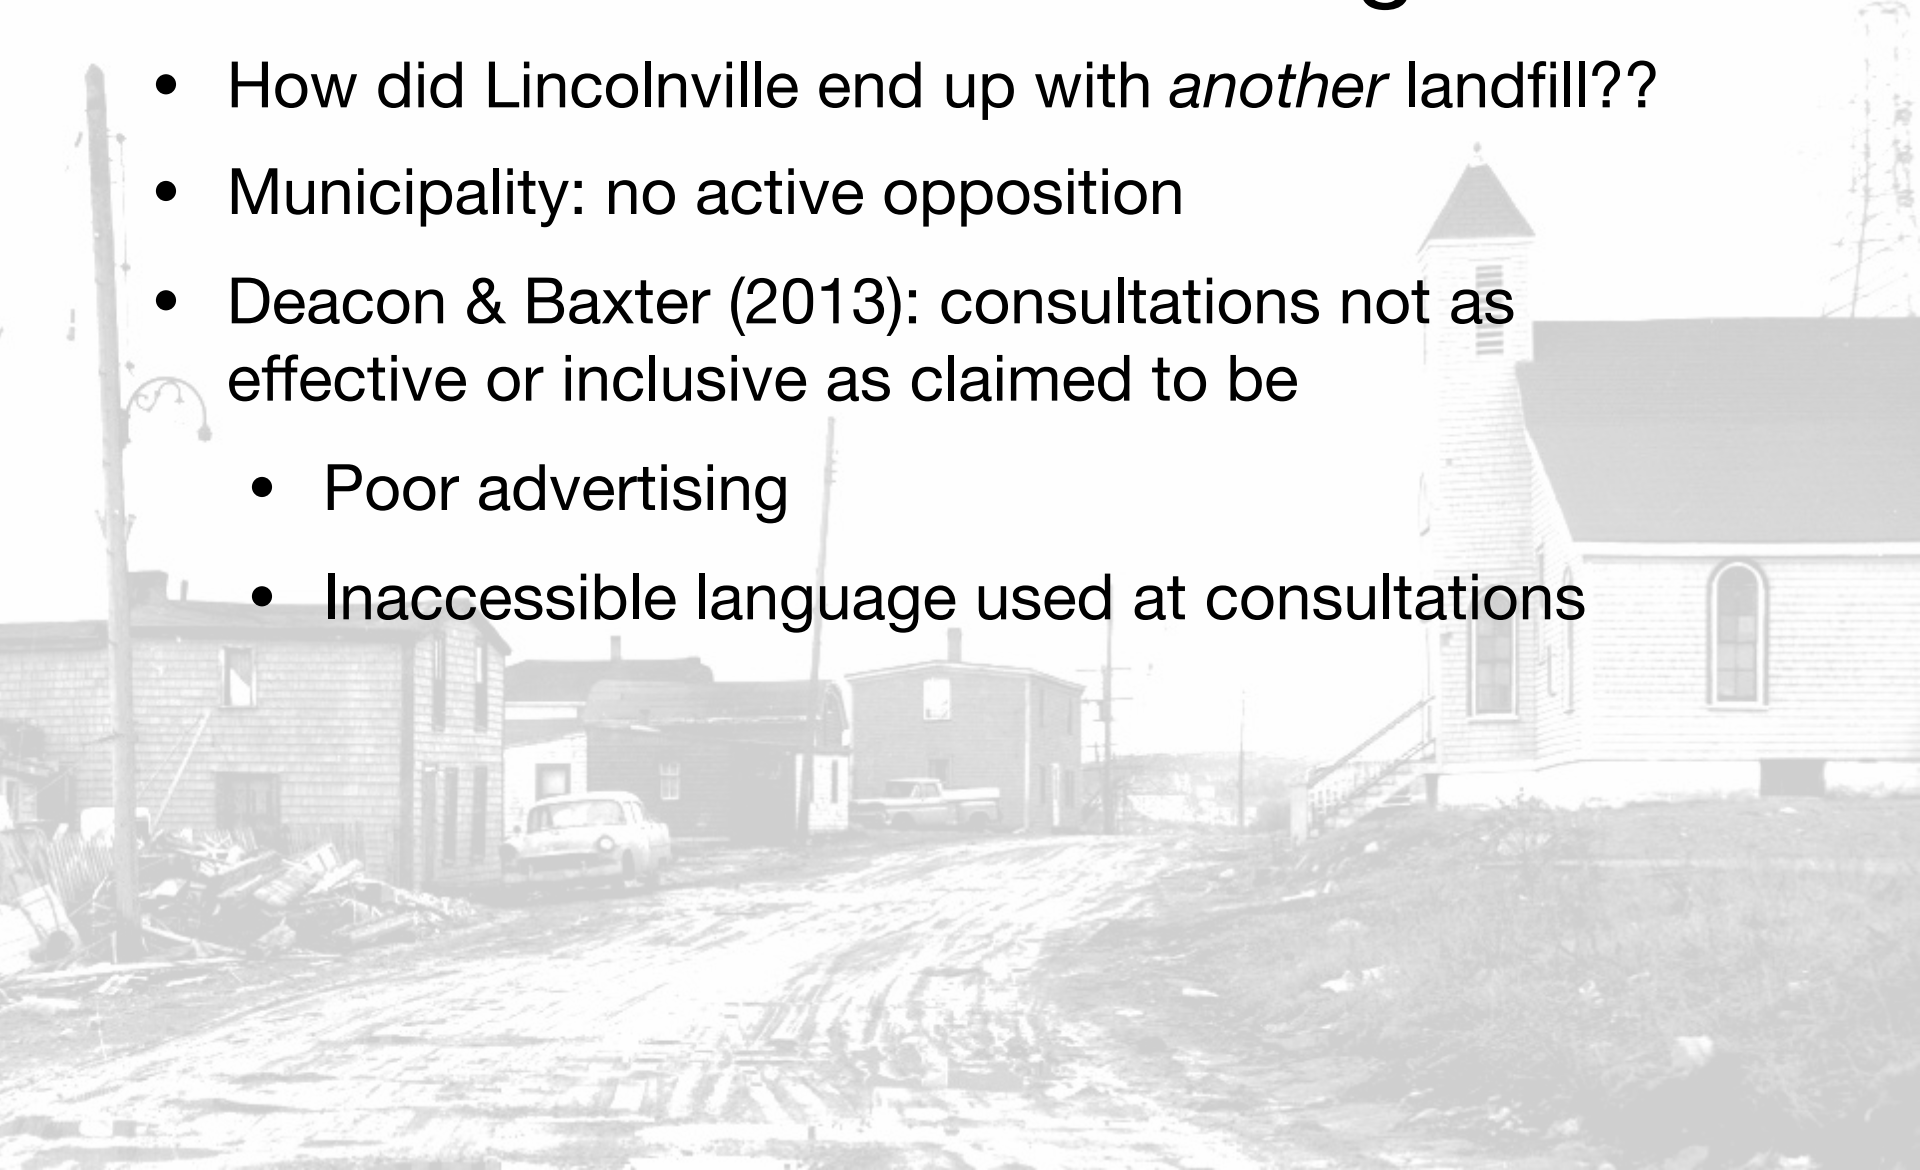 • How did Lincolnville end up with another landfill??
• Municipality: no active opposition
• Deacon & Baxter (2013): consultations not as
effective or inclusive as claimed to be
• Poor advertising
• Inaccessible language used at consultations